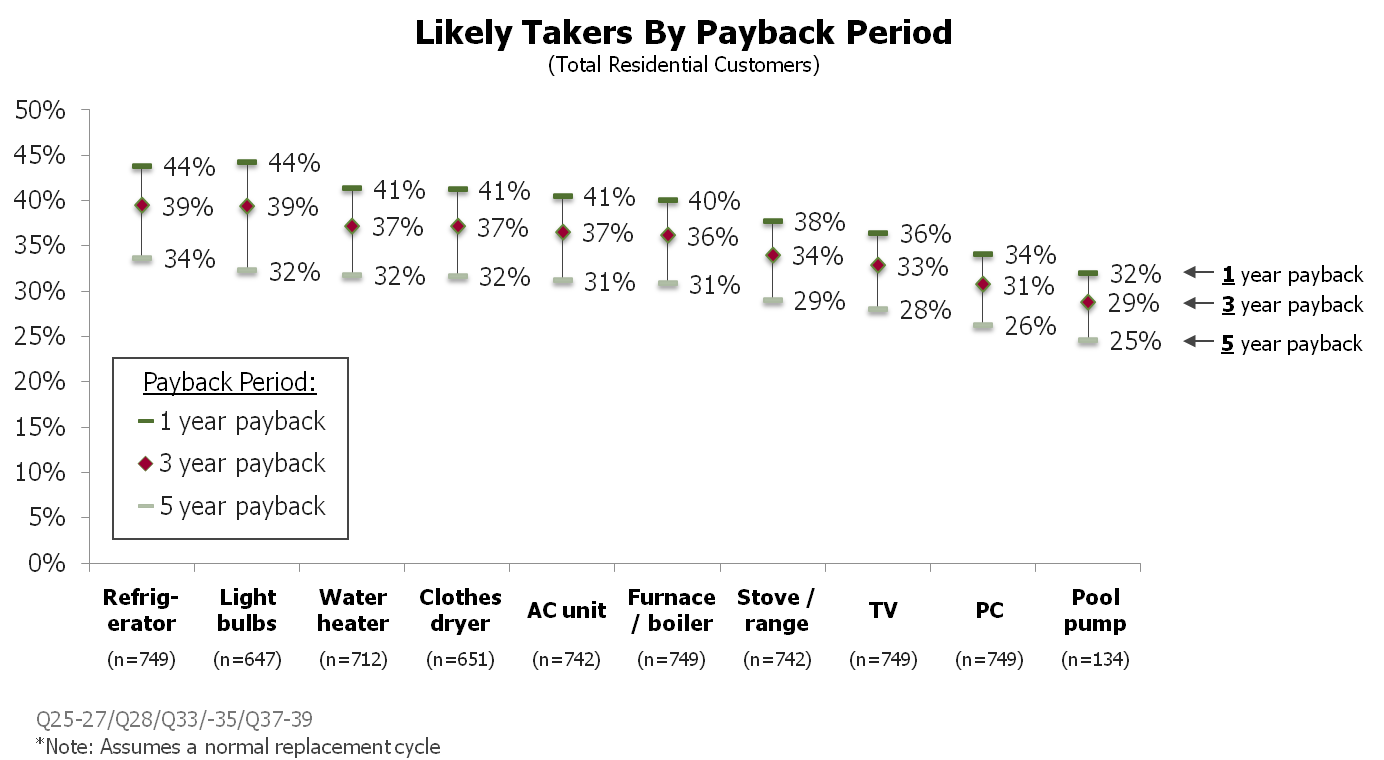 Likely Takers By Payback Period
(Total Residential Customers)
50%
45%
40%
35%
30%
25%
20%
15%
10%
5%
0%
44%
39%
34%
44%
39%
32%
41%
37%
32%
41%
37%
32%
41%
37%
31%
40%
36%
31%
38%
34%
29%
36%
33%
28%
34%
31%
26%
32%
29%
25%
1 year payback
3 year payback
5 year payback
Payback Period:
1 year payback
3 year payback
5 year payback
Refrig-
erator
(n=749)
Light
bulbs
(n=647)
Water
heater
(n=712)
Clothes
dryer
(n=651)
AC unit
(n=742)
Furnace
/ boiler
(n=749)
Stove /
range
(n=742)
TV
(n=749)
PC
(n=749)
Pool
pump
(n=134)
Q25-27/Q28/Q33/-35/Q37-39
*Note: Assumes a normal replacement cycle